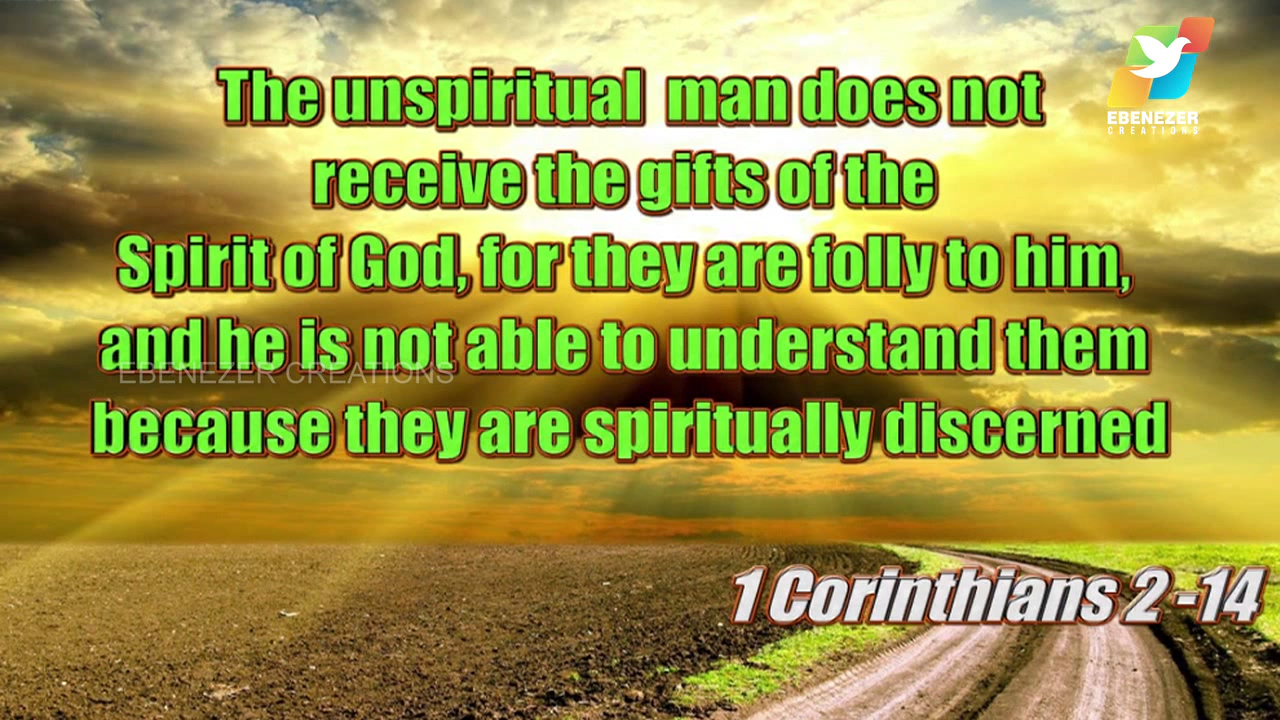 EBENEZER
CREATIONS
The unspiritual man does not
receive the gifts of the
Spirit of God, for they are folly to him,
and he is not able to understand them
EBENEZER CREATIONS
because they are spiritually discerned
1 Corinthians 2 -14